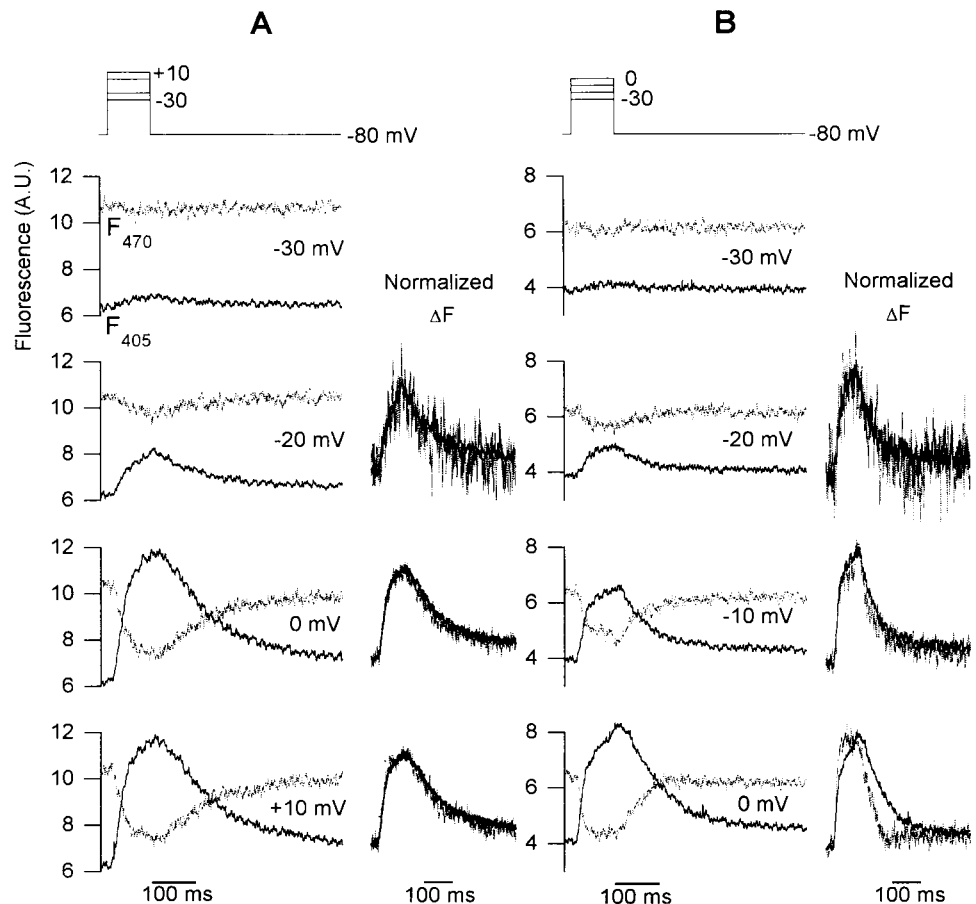 A
B
+10
-30
-80 mV
0
-30
-80 mV
Fluorescence (A.U.)
12
10
8
6
F470
-30 mV
F405
8
6
4
-30 mV
Normalized
ΔF
Normalized
ΔF
12
10
8
6
-20 mV
8
6
4
-20 mV
12
10
8
6
0 mV
8
6
4
-10 mV
12
10
8
6
+10 mV
8
6
4
0 mV
100 ms
100 ms
100 ms
100 ms